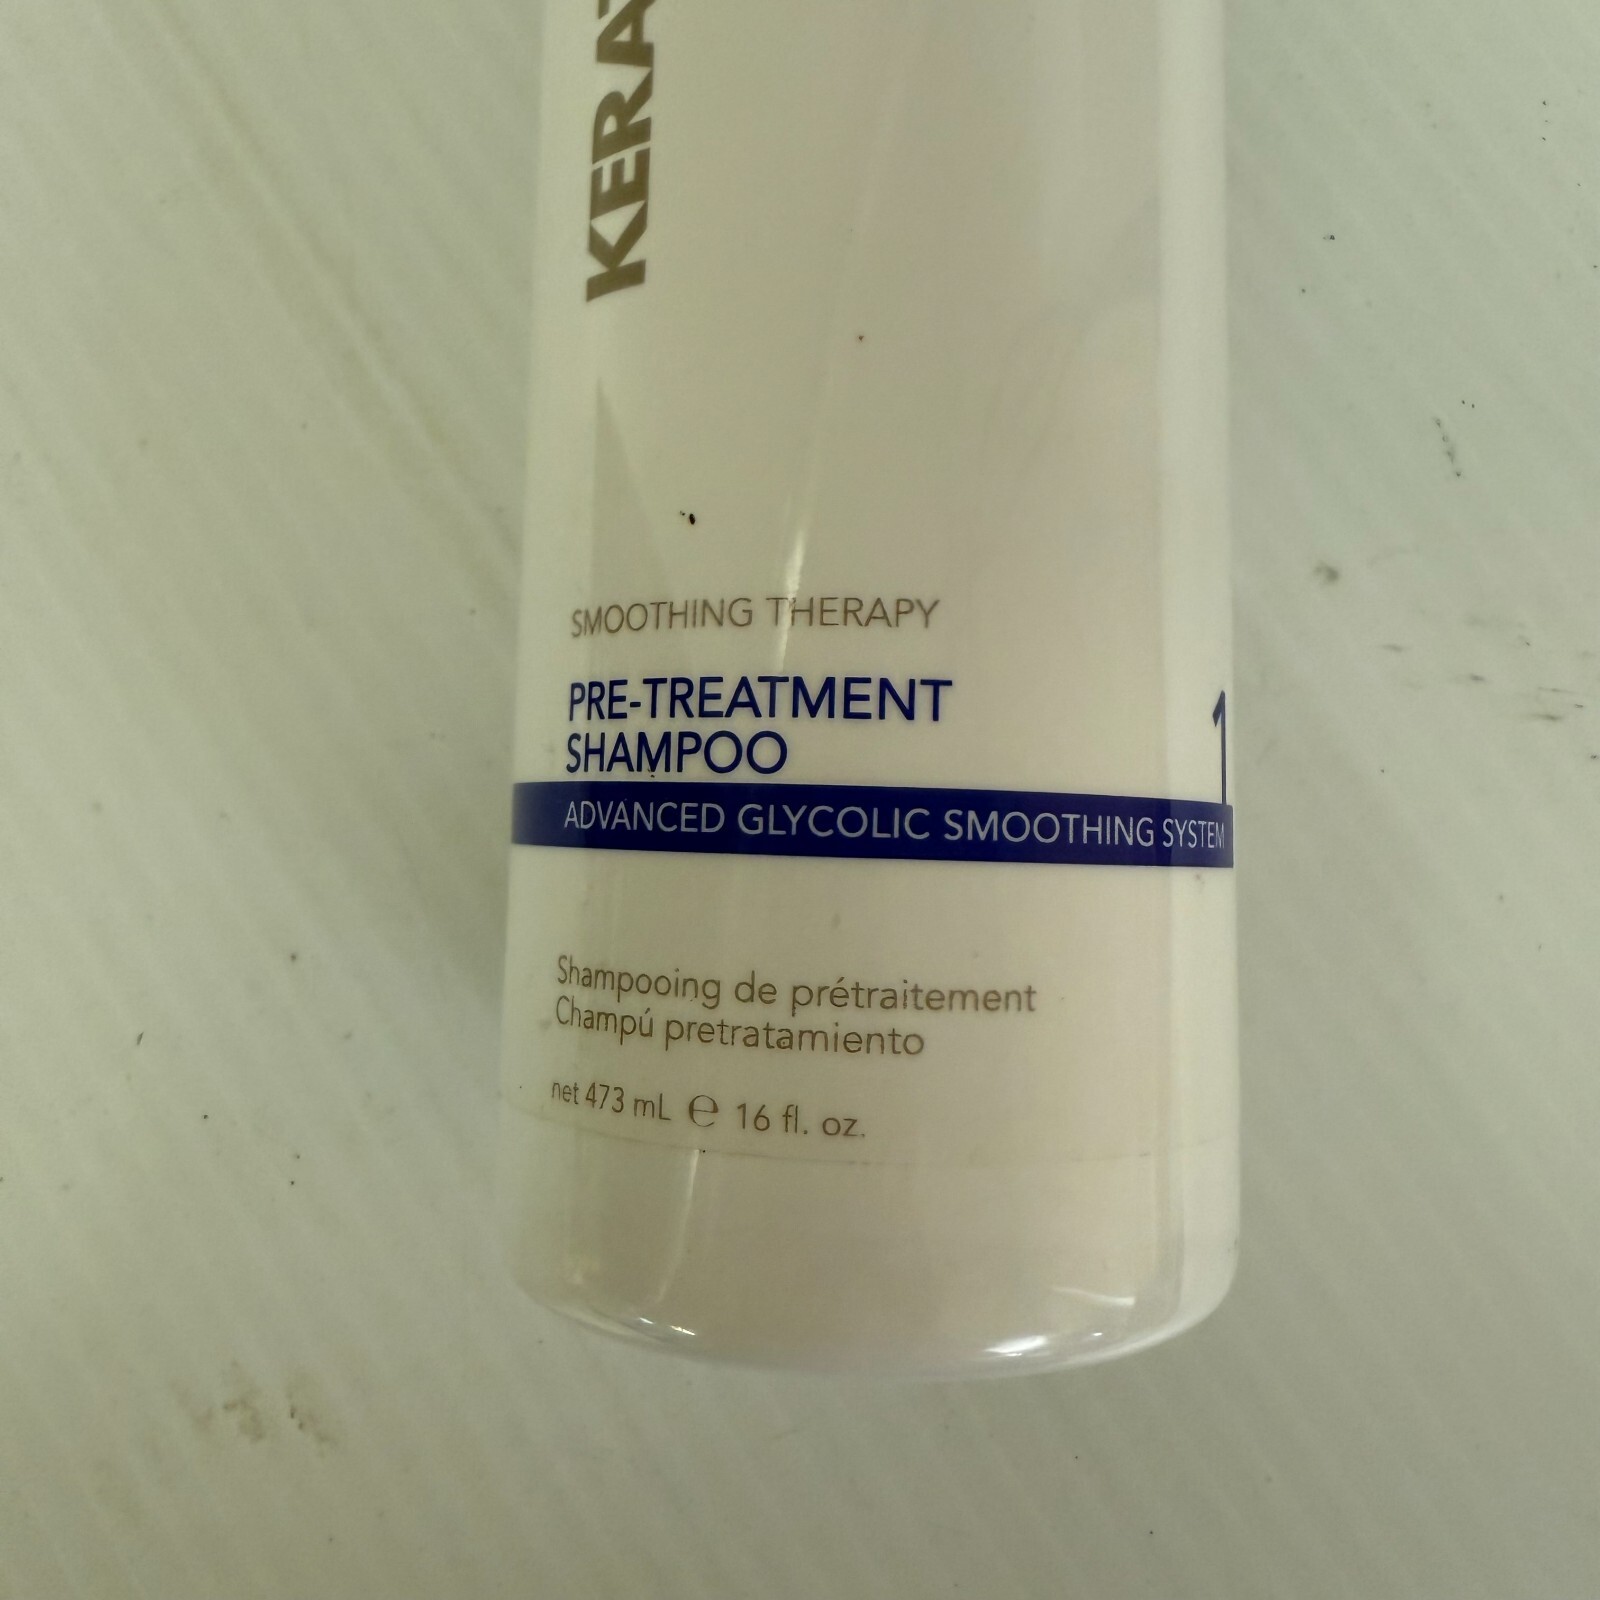 KERA
SMOOTHING THERAPY
PRE-TREATMENT
SHAMPOO
1
ADVANCED GLYCOLIC SMOOTHING SYSTEM
Shampooing de prétraitement
Champú pretratamiento
net 473 mL ℮ 16 fl. oz.